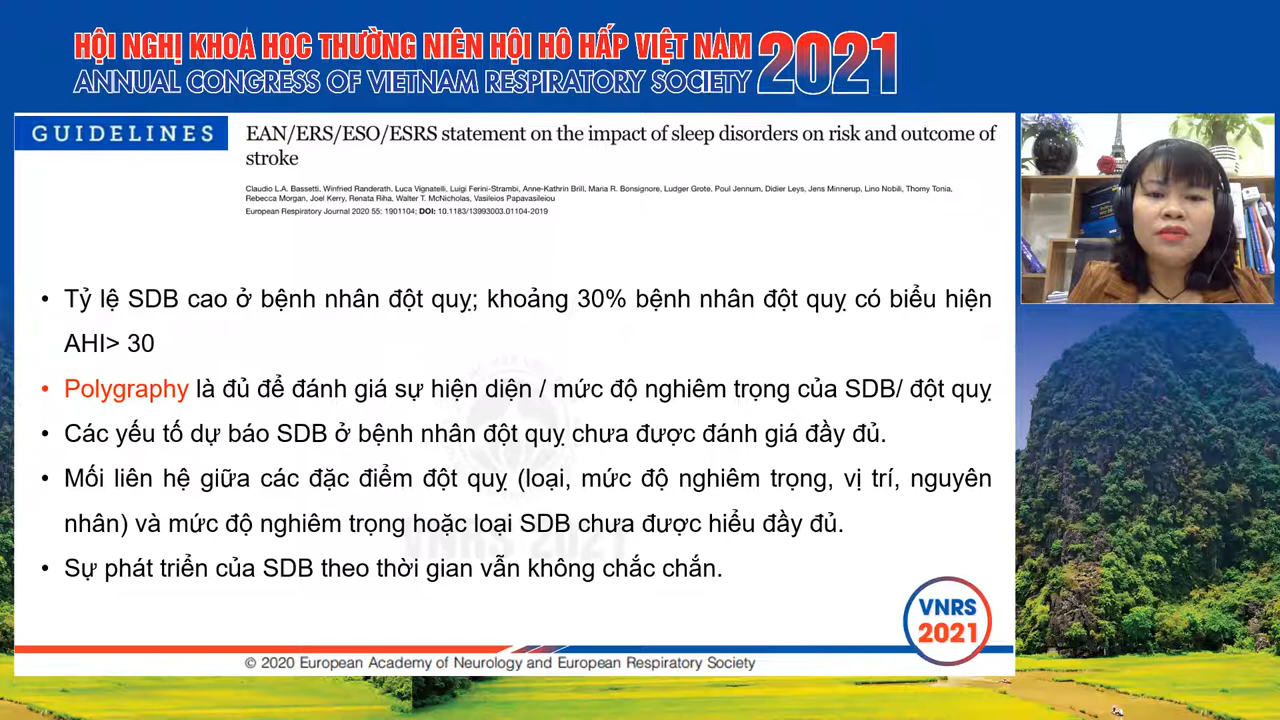 HỘI NGHỊ KHOA HỌC THƯỜNG NIÊN HỘI HÔ HẤP VIỆT NAM 2021
ANNUAL CONGRESS OF VIETNAM RESPIRATORY SOCIETY
GUIDELINES
EAN/ERS/ESO/ESRS statement on the impact of sleep disorders on risk and outcome of
stroke
Claudio L.A. Bassetti, Winfried Randerath, Luca Vignatelli, Luigi Ferini-Strambi, Anne-Kathrin Brill, Maria R. Bonsignore, Ludger Grote, Poul Jennum, Didier Leys, Jens Minnerup, Lino Nobili, Thomy Tonia,
Rebecca Morgan, Joel Kerry, Renata Riha, Walter T. McNicholas, Vasileios Papavasileiou
European Respiratory Journal 2020 55: 1901104; DOI: 10.1183/13993003.01104-2019
• Tỷ lệ SDB cao ở bệnh nhân đột quỵ; khoảng 30% bệnh nhân đột quỵ có biểu hiện
AHI> 30
• Polygraphy là đủ để đánh giá sự hiện diện / mức độ nghiêm trọng của SDB/ đột quỵ
• Các yếu tố dự báo SDB ở bệnh nhân đột quỵ chưa được đánh giá đầy đủ.
• Mối liên hệ giữa các đặc điểm đột quỵ (loại, mức độ nghiêm trọng, vị trí, nguyên
nhân) và mức độ nghiêm trọng hoặc loại SDB chưa được hiểu đầy đủ.
• Sự phát triển của SDB theo thời gian vẫn không chắc chắn.
VNRS 2021
VNRS
2021
© 2020 European Academy of Neurology and European Respiratory Society